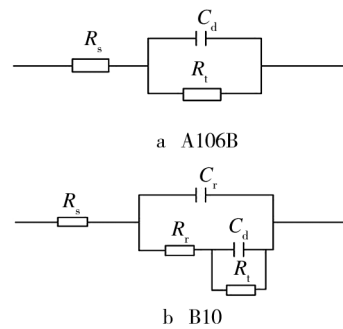 C_d
R_s
R_t
a A106B
C_r
R_s
R_r
C_d
R_t
b B10